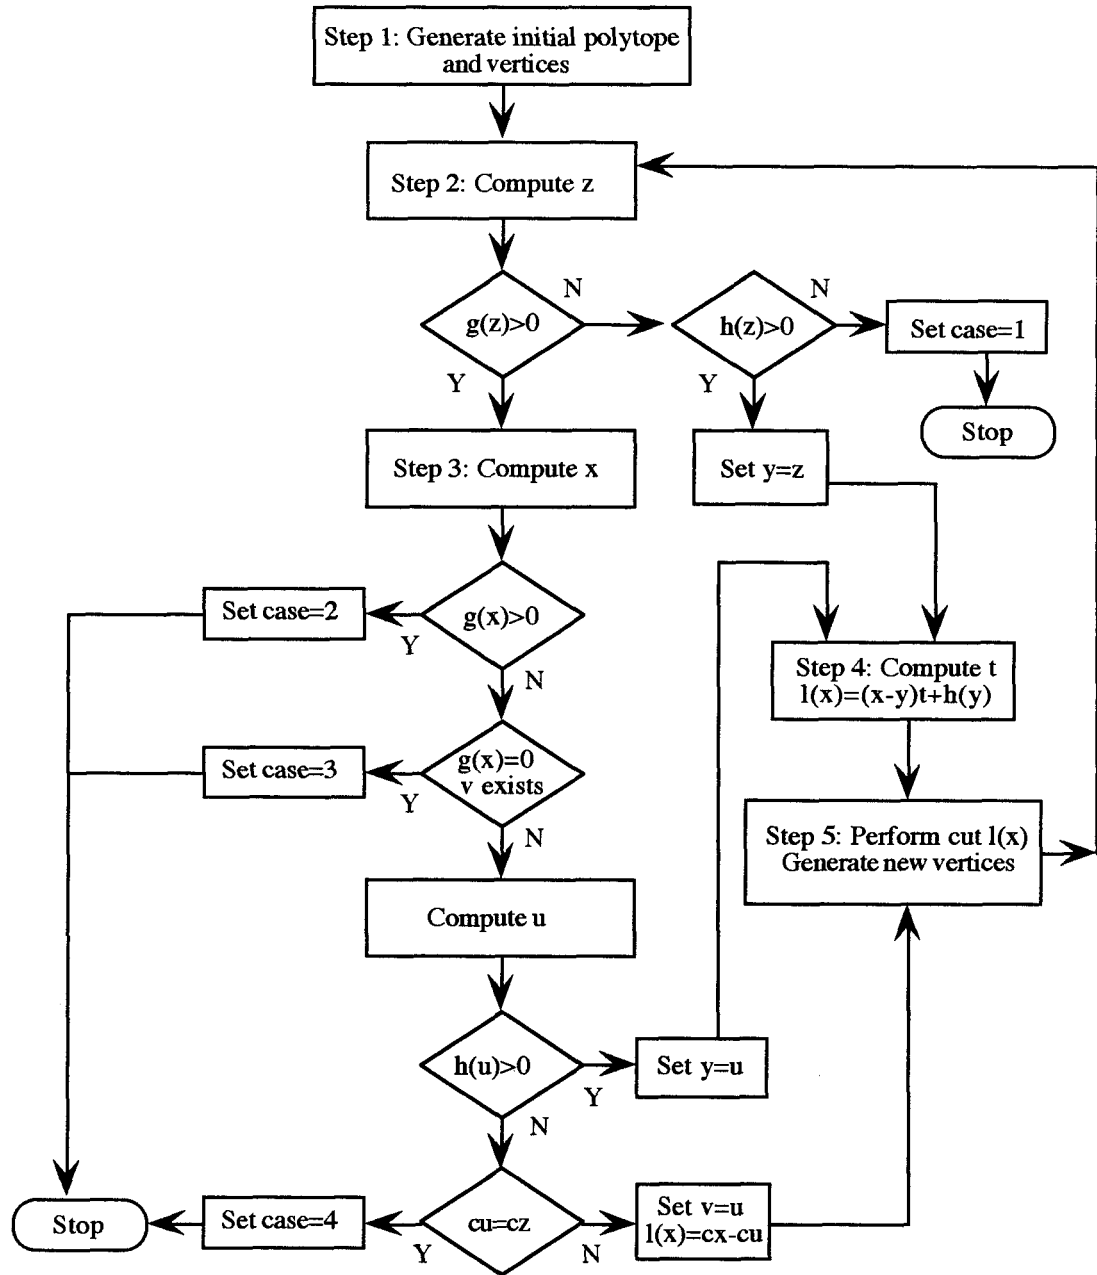 Step 1: Generate initial polytope
and vertices
Step 2: Compute z
N
N
g(z)>0
h(z)>0
Set case=1
Y
Y
Stop
Step 3: Compute x
Set y=z
Set case=2
g(x)>0
Y
N
Step 4: Compute t
l(x)=(x-y)t+h(y)
Set case=3
g(x)=0
v exists
Y
N
Step 5: Perform cut l(x)
Generate new vertices
Compute u
h(u)>0
Set y=u
Y
N
Stop
Set case=4
cu=cz
Set v=u
l(x)=cx-cu
Y
N